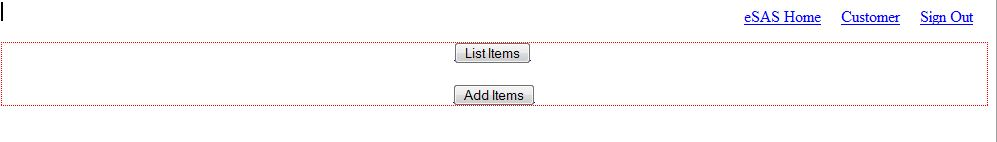 eSAS Home Customer Sign Out
List Items
Add Items